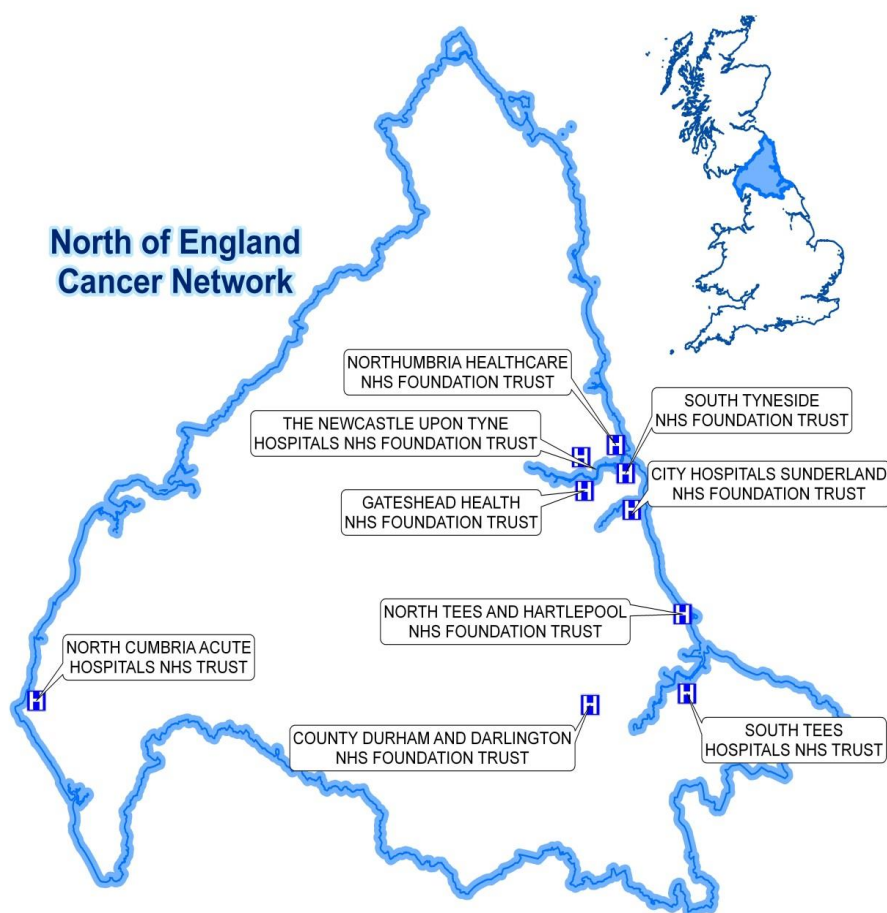 North of England
Cancer Network
NORTHUMBRIA HEALTHCARE
NHS FOUNDATION TRUST
SOUTH TYNESIDE
NHS FOUNDATION TRUST
THE NEWCASTLE UPON TYNE
HOSPITALS NHS FOUNDATION TRUST
CITY HOSPITALS SUNDERLAND
NHS FOUNDATION TRUST
GATESHEAD HEALTH
NHS FOUNDATION TRUST
NORTH TEES AND HARTLEPOOL
NHS FOUNDATION TRUST
NORTH CUMBRIA ACUTE
HOSPITALS NHS TRUST
COUNTY DURHAM AND DARLINGTON
NHS FOUNDATION TRUST
SOUTH TEES
HOSPITALS NHS TRUST
H
H
H
H
H
H
H
H
H